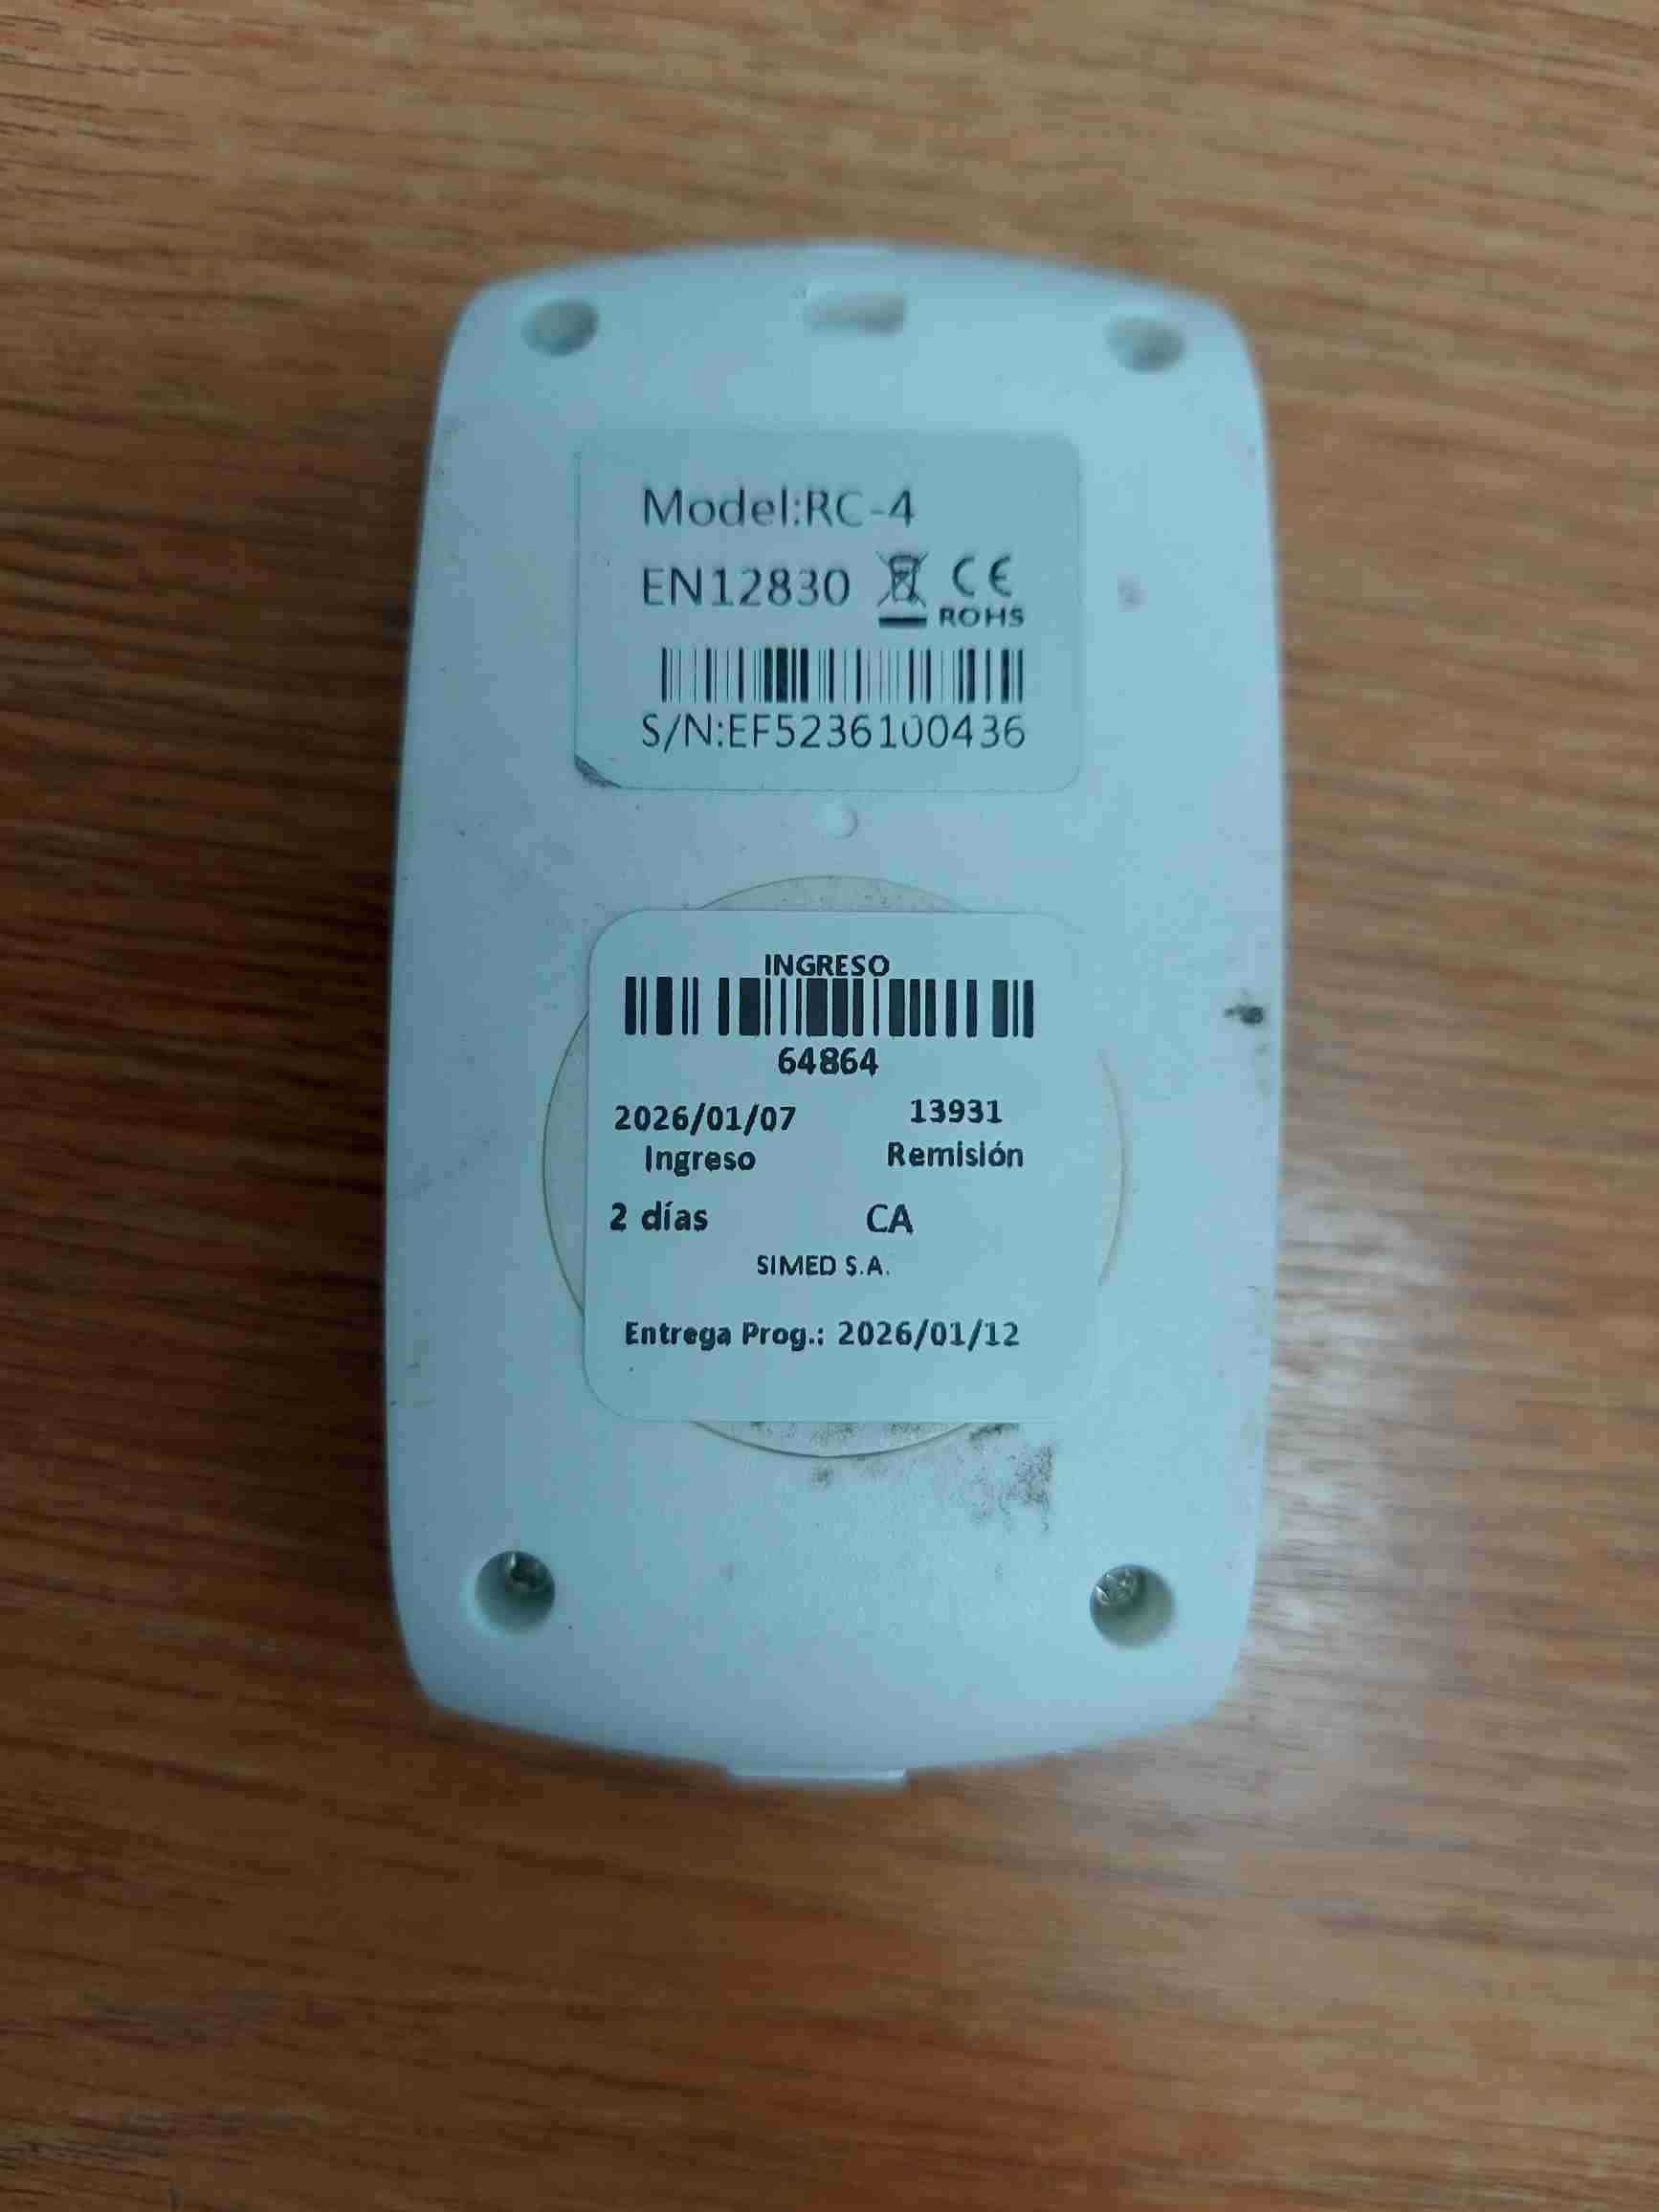 Model:RC-4
EN12830 CE
ROHS
S/N:EF5236100436
INGRESO
64864
2026/01/07 13931
Ingreso Remisión
2 días CA
SIMED S.A.
Entrega Prog.: 2026/01/12